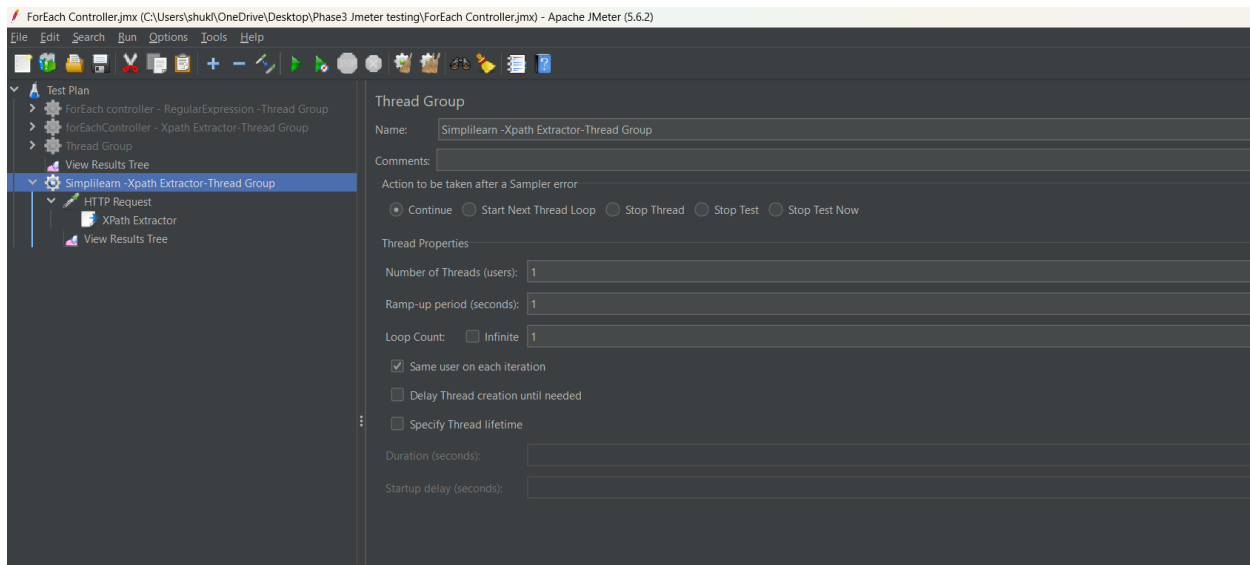 ForEach Controller.jmx (C:\Users\shukl\OneDrive\Desktop\Phase3 Jmeter testing\ForEach Controller.jmx) - Apache JMeter (5.6.2)
File Edit Search Run Options Tools Help
Test Plan
ForEach controller - RegularExpression -Thread Group
forEachController - Xpath Extractor-Thread Group
Thread Group
View Results Tree
Simplilearn -Xpath Extractor-Thread Group
HTTP Request
XPath Extractor
View Results Tree
Thread Group
Name: Simplilearn -Xpath Extractor-Thread Group
Comments:
Action to be taken after a Sampler error
Continue Start Next Thread Loop Stop Thread Stop Test Stop Test Now
Thread Properties
Number of Threads (users): 1
Ramp-up period (seconds): 1
Loop Count: Infinite 1
Same user on each iteration
Delay Thread creation until needed
Specify Thread lifetime
Duration (seconds):
Startup delay (seconds):